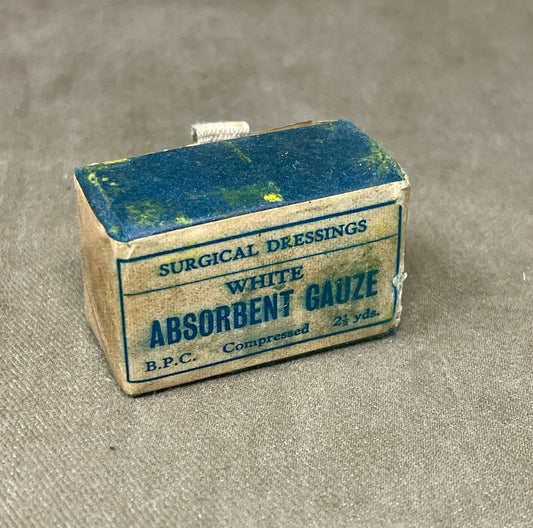 SURGICAL DRESSINGS
WHITE
ABSORBENT GAUZE
B.P.C. Compressed 2½ yds.